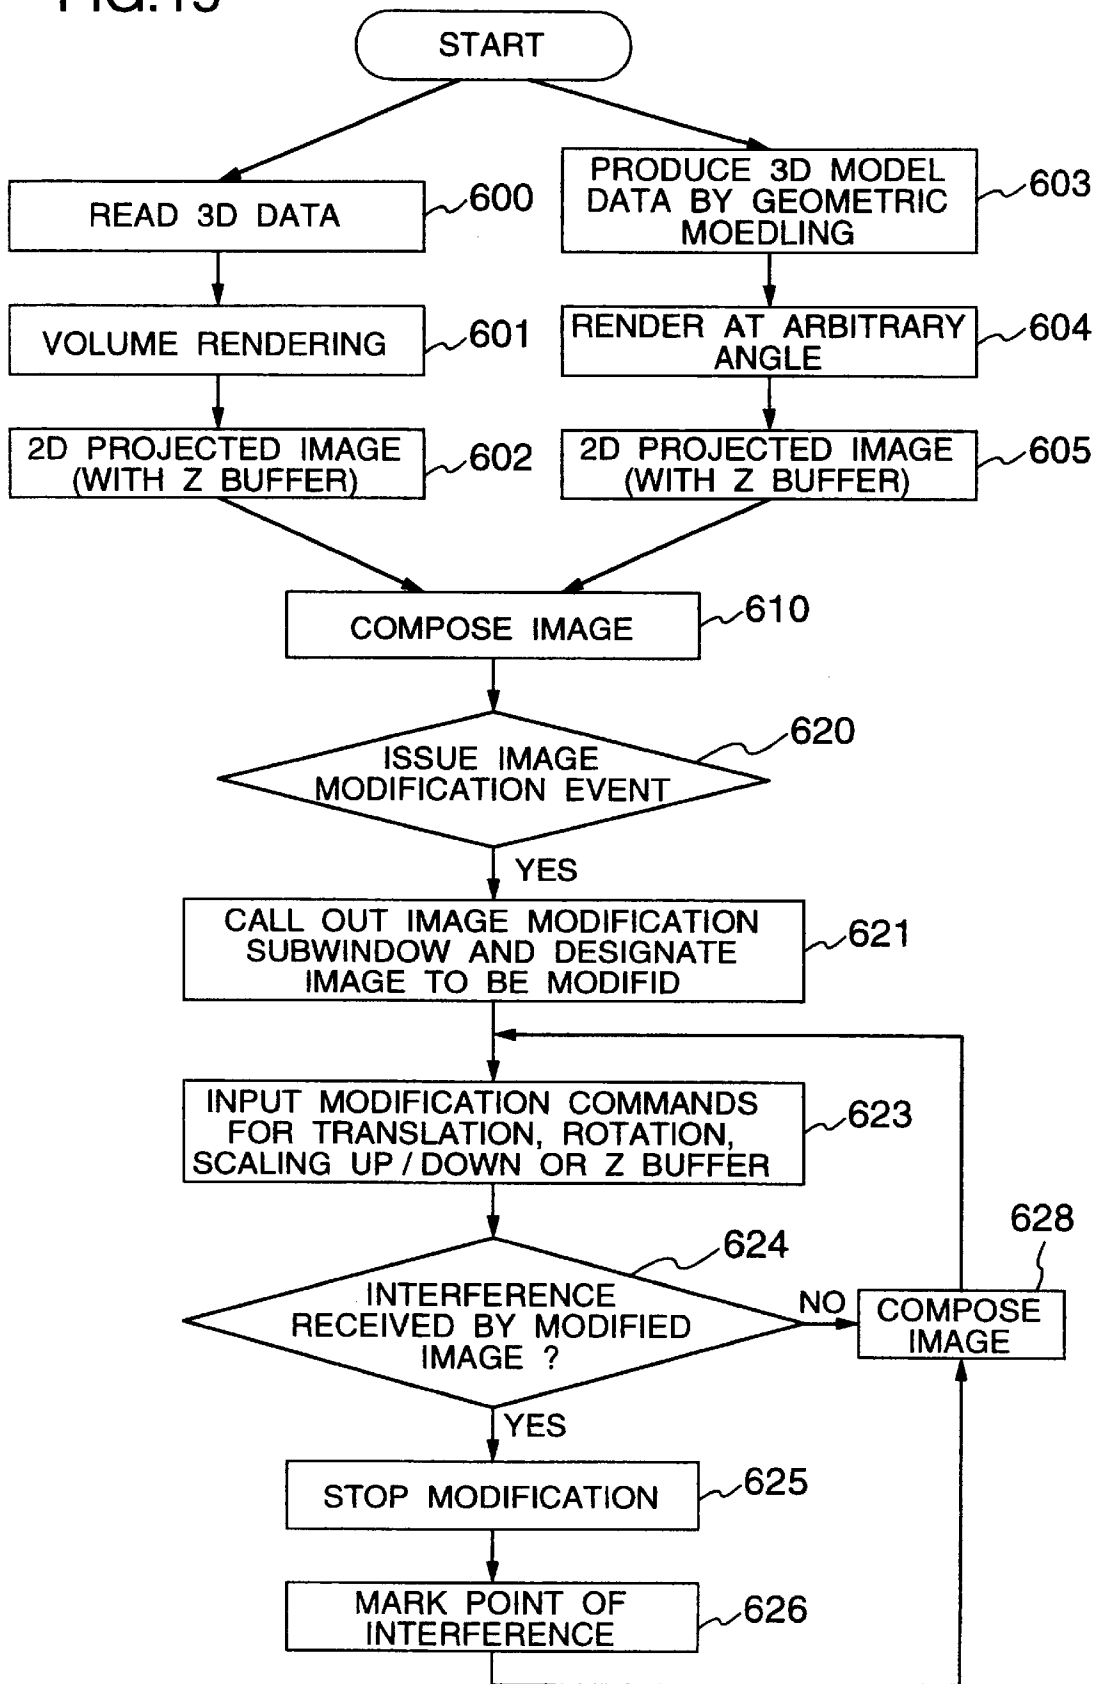 START
READ 3D DATA
600
PRODUCE 3D MODEL
DATA BY GEOMETRIC
MOEDLING
603
VOLUME RENDERING
601
RENDER AT ARBITRARY
ANGLE
604
2D PROJECTED IMAGE
(WITH Z BUFFER)
602
2D PROJECTED IMAGE
(WITH Z BUFFER)
605
COMPOSE IMAGE
610
ISSUE IMAGE
MODIFICATION EVENT
620
YES
CALL OUT IMAGE MODIFICATION
SUBWINDOW AND DESIGNATE
IMAGE TO BE MODIFID
621
INPUT MODIFICATION COMMANDS
FOR TRANSLATION, ROTATION,
SCALING UP / DOWN OR Z BUFFER
623
INTERFERENCE
RECEIVED BY MODIFIED
IMAGE ?
624
NO
COMPOSE
IMAGE
628
YES
STOP MODIFICATION
625
MARK POINT OF
INTERFERENCE
626